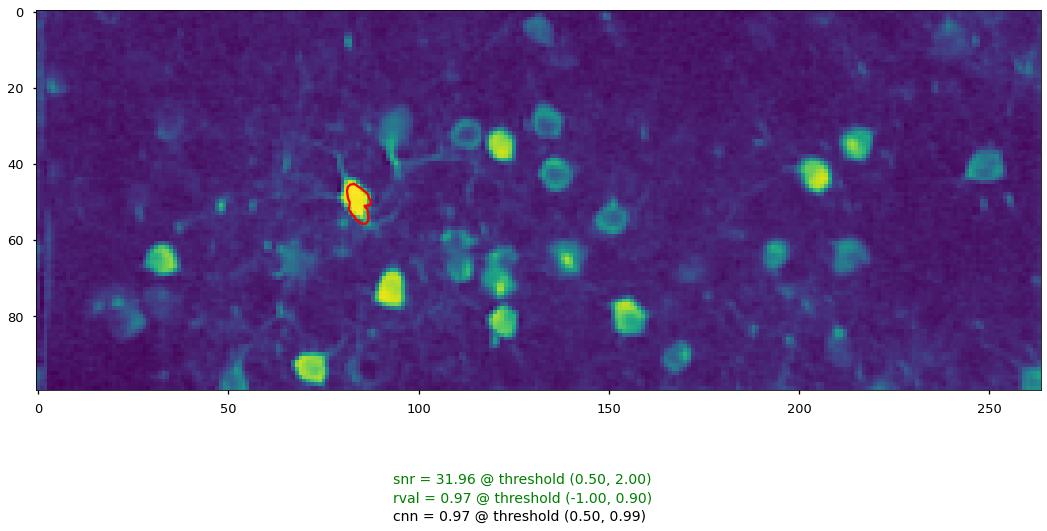 0
20
40
60
80
0 50 100 150 200 250
snr = 31.96 @ threshold (0.50, 2.00)
rval = 0.97 @ threshold (-1.00, 0.90)
cnn = 0.97 @ threshold (0.50, 0.99)